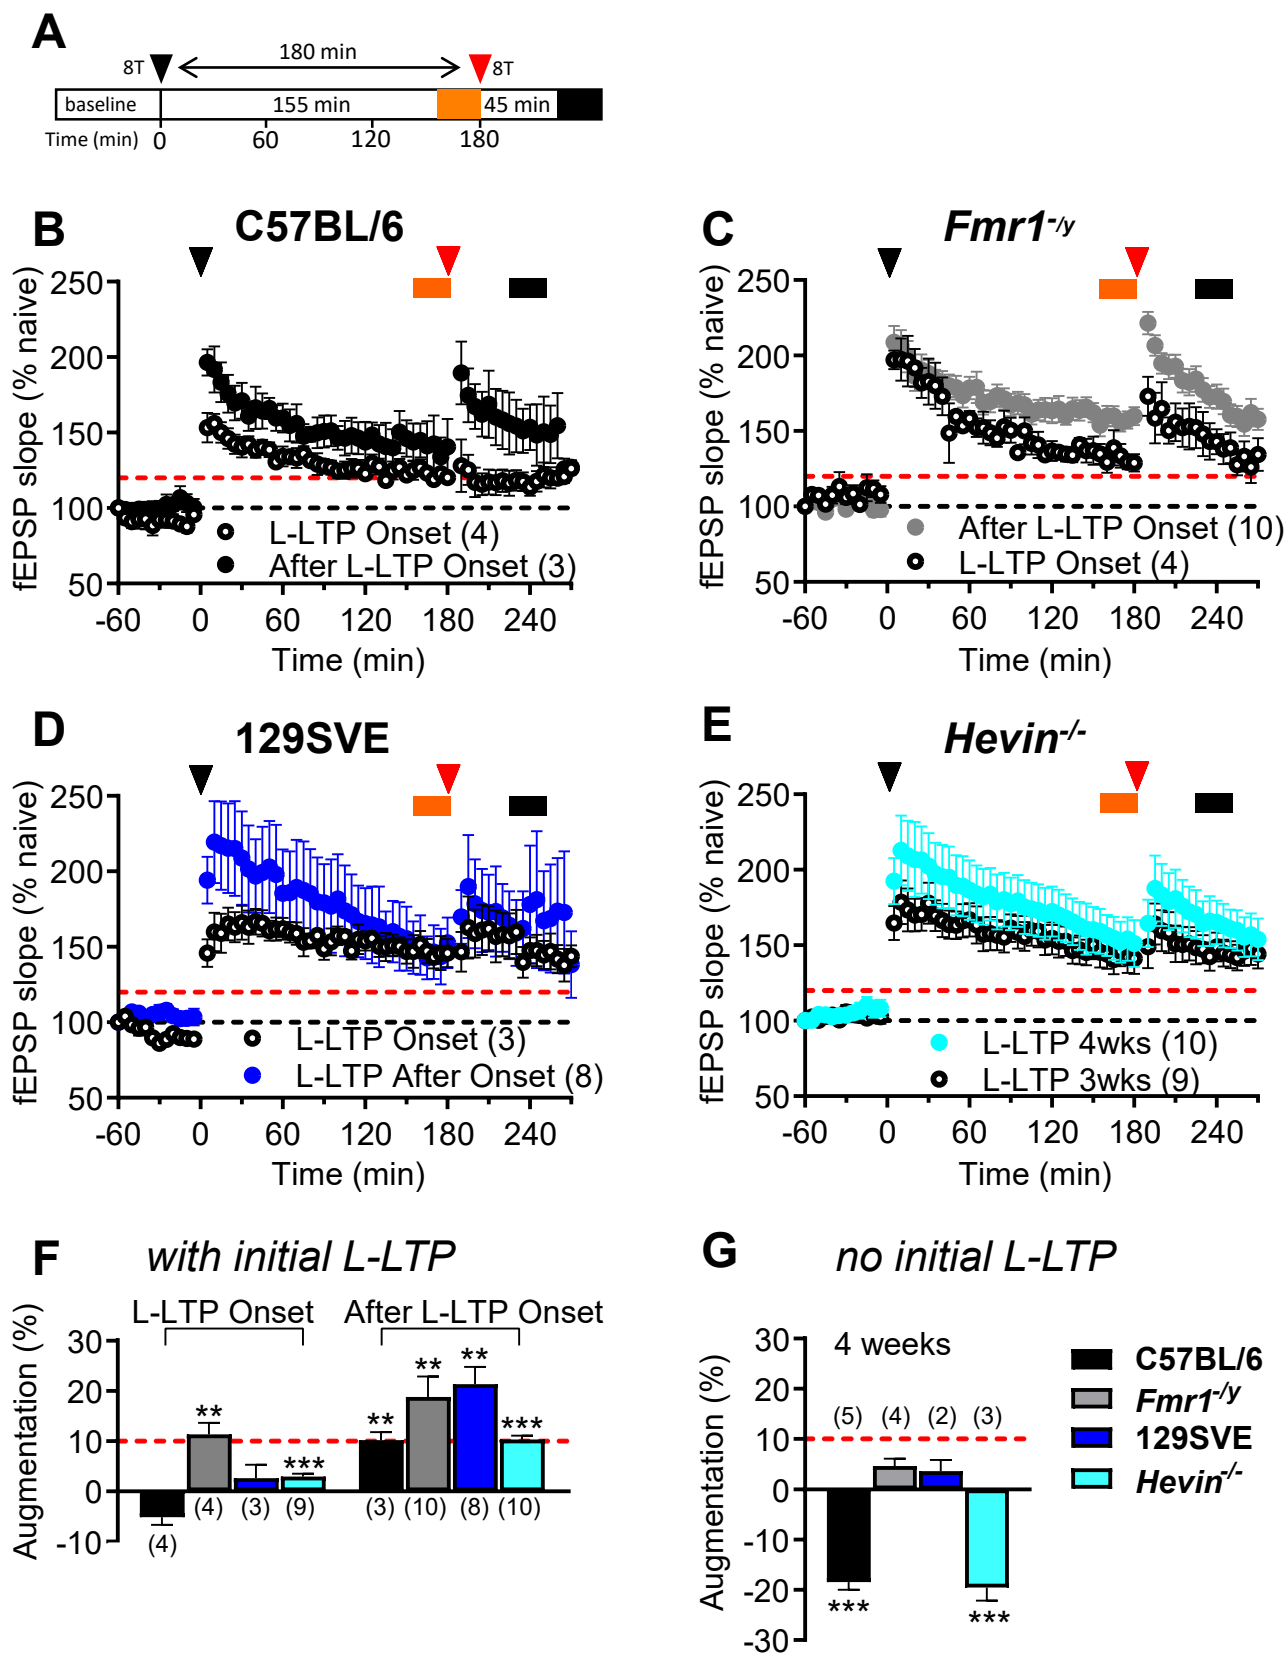 A
180 min
8T
8T
baseline
155 min
45 min
Time (min)
0
60
120
180
B
C57BL/6
fEPSP slope (% naive)
250
200
150
100
50
L-LTP Onset (4)
After L-LTP Onset (3)
-60
0
60
120
180
240
Time (min)
C
Fmr1-/y
fEPSP slope (% naive)
250
200
150
100
50
After L-LTP Onset (10)
L-LTP Onset (4)
-60
0
60
120
180
240
Time (min)
D
129SVE
fEPSP slope (% naive)
250
200
150
100
50
L-LTP Onset (3)
L-LTP After Onset (8)
-60
0
60
120
180
240
Time (min)
E
Hevin-/-
fEPSP slope (% naive)
250
200
150
100
50
L-LTP 4wks (10)
L-LTP 3wks (9)
-60
0
60
120
180
240
Time (min)
F
with initial L-LTP
L-LTP Onset
After L-LTP Onset
Augmentation (%)
30
20
10
0
-10
**
***
**
**
**
***
(4)
(4)
(3)
(9)
(3)
(10)
(8)
(10)
G
no initial L-LTP
4 weeks
Augmentation (%)
30
20
10
0
-10
-20
-30
(5)
(4)
(2)
(3)
***
***
C57BL/6
Fmr1-/y
129SVE
Hevin-/-